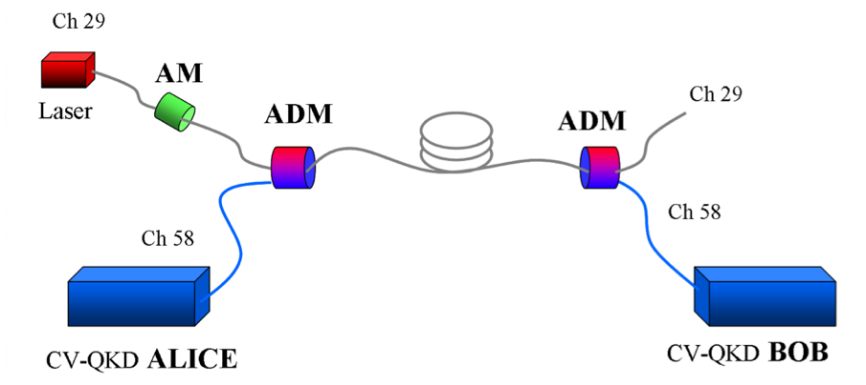 Ch 29
AM
Laser
ADM
Ch 29
ADM
Ch 58
Ch 58
CV-QKD ALICE
CV-QKD BOB